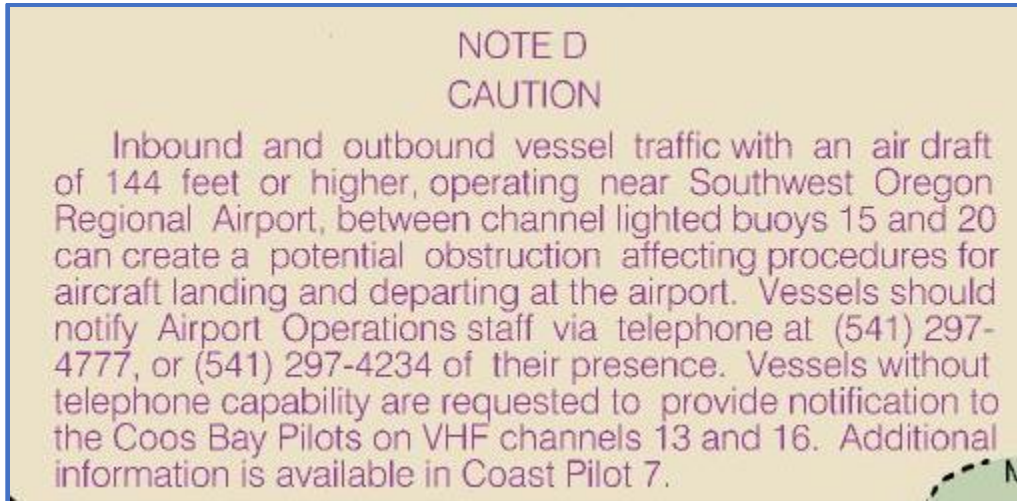 NOTE D
CAUTION
Inbound and outbound vessel traffic with an air draft
of 144 feet or higher, operating near Southwest Oregon
Regional Airport, between channel lighted buoys 15 and 20
can create a potential obstruction affecting procedures for
aircraft landing and departing at the airport. Vessels should
notify Airport Operations staff via telephone at (541) 297-
4777, or (541) 297-4234 of their presence. Vessels without
telephone capability are requested to provide notification to
the Coos Bay Pilots on VHF channels 13 and 16. Additional
information is available in Coast Pilot 7.